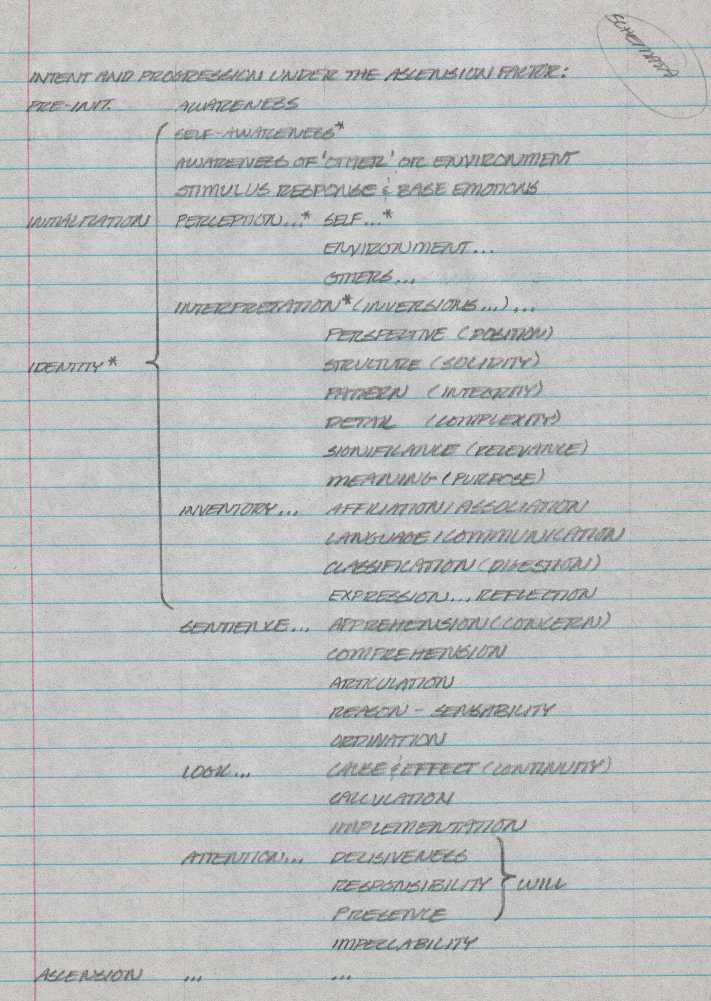 SCHEMATA
INTENT AND PROGRESSION UNDER THE ASCENSION FACTOR:
PRE-INIT. AWARENESS
SELF-AWARENESS*
AWARENESS OF 'OTHER' OR ENVIRONMENT
STIMULUS RESPONSE & BASE EMOTIONS
INITIALIZATION PERCEPTION...* SELF...*
ENVIRONMENT...
OTHERS...
INTERPRETATION* (INVERSIONS...)...
PERSPECTIVE (POSITION)
IDENTITY* STRUCTURE (SOLIDITY)
PATTERN (INTEGRITY)
DETAIL (COMPLEXITY)
SIGNIFICANCE (RELEVANCE)
MEANING (PURPOSE)
INVENTORY... AFFILIATION/ASSOCIATION
LANGUAGE/COMMUNICATION
CLASSIFICATION (DIGESTION)
EXPRESSION... REFLECTION
SENTIENCE... APPREHENSION (CONCERN)
COMPREHENSION
ARTICULATION
REASON - SENSABILITY
ORDINATION
LOGIC... CAUSE & EFFECT (CONTINUITY)
CALCULATION
IMPLEMENTATION
ATTENTION... DECISIVENESS
RESPONSIBILITY WILL
PRESENCE
IMPECCABILITY
ASCENSION ... ...